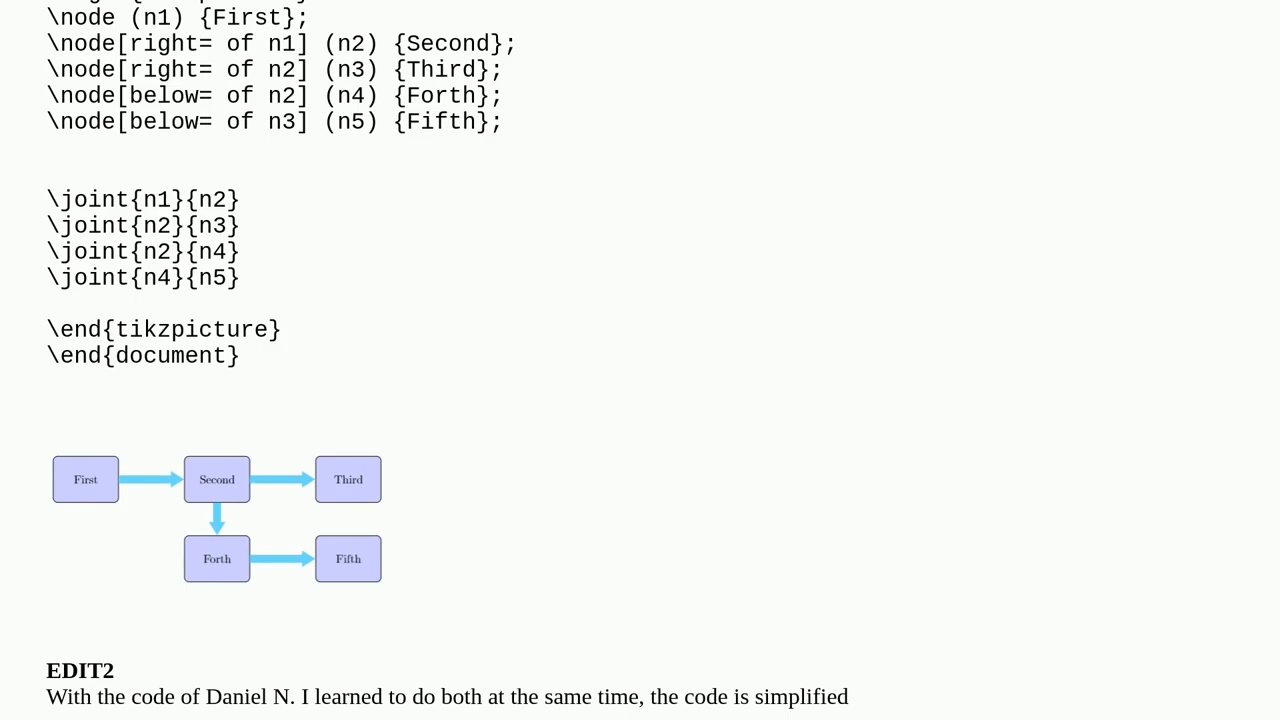 \node (n1) {First};
\node[right= of n1] (n2) {Second};
\node[right= of n2] (n3) {Third};
\node[below= of n2] (n4) {Forth};
\node[below= of n3] (n5) {Fifth};
\joint{n1}{n2}
\joint{n2}{n3}
\joint{n2}{n4}
\joint{n4}{n5}
\end{tikzpicture}
\end{document}
First Second Third
Forth Fifth
EDIT2
With the code of Daniel N. I learned to do both at the same time, the code is simplified